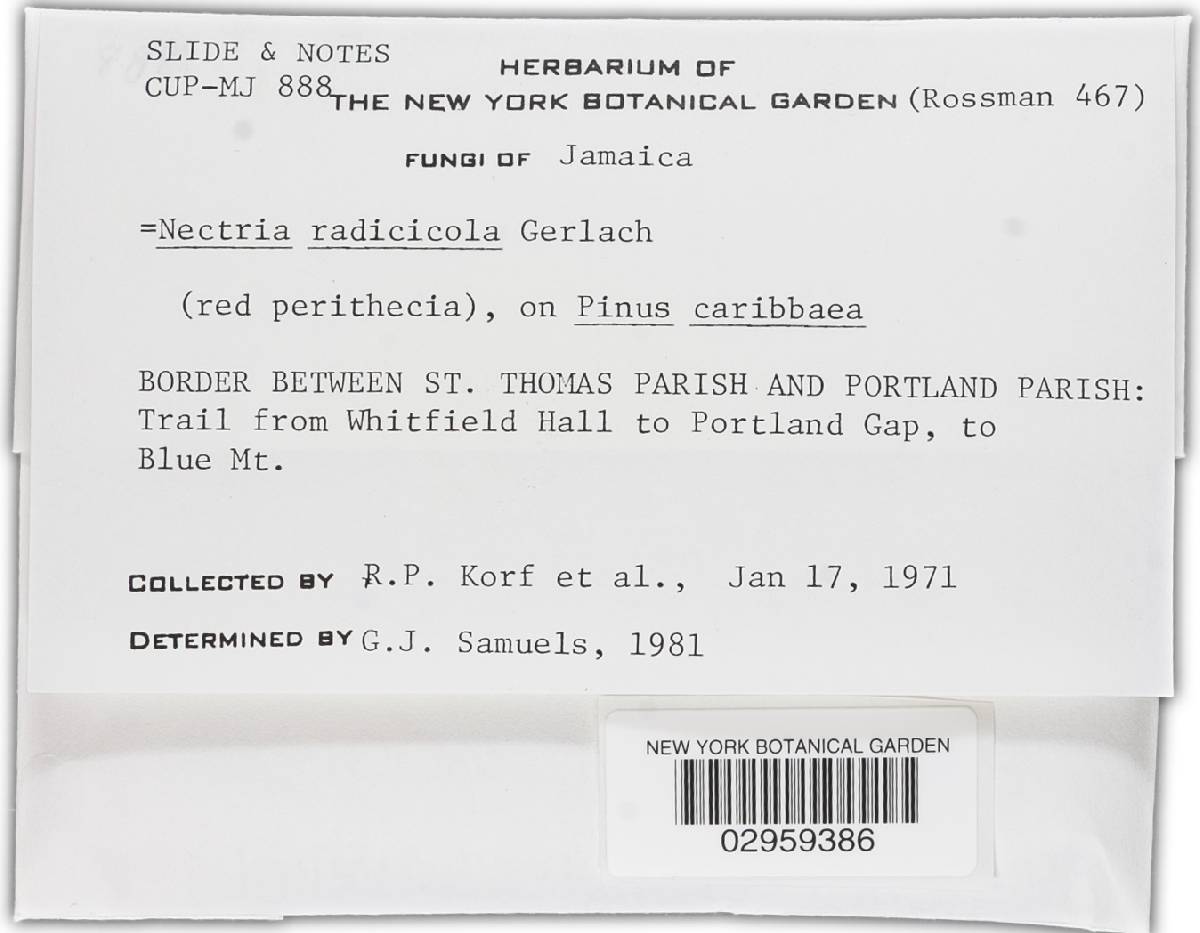 SLIDE & NOTES
CUP-MJ 888
HERBARIUM OF
THE NEW YORK BOTANICAL GARDEN (Rossman 467)
FUNGI OF Jamaica
=Nectria radicicola Gerlach
(red perithecia), on Pinus caribbaea
BORDER BETWEEN ST. THOMAS PARISH AND PORTLAND PARISH:
Trail from Whitfield Hall to Portland Gap, to
Blue Mt.
COLLECTED BY R.P. Korf et al., Jan 17, 1971
DETERMINED BY G.J. Samuels, 1981
NEW YORK BOTANICAL GARDEN
02959386